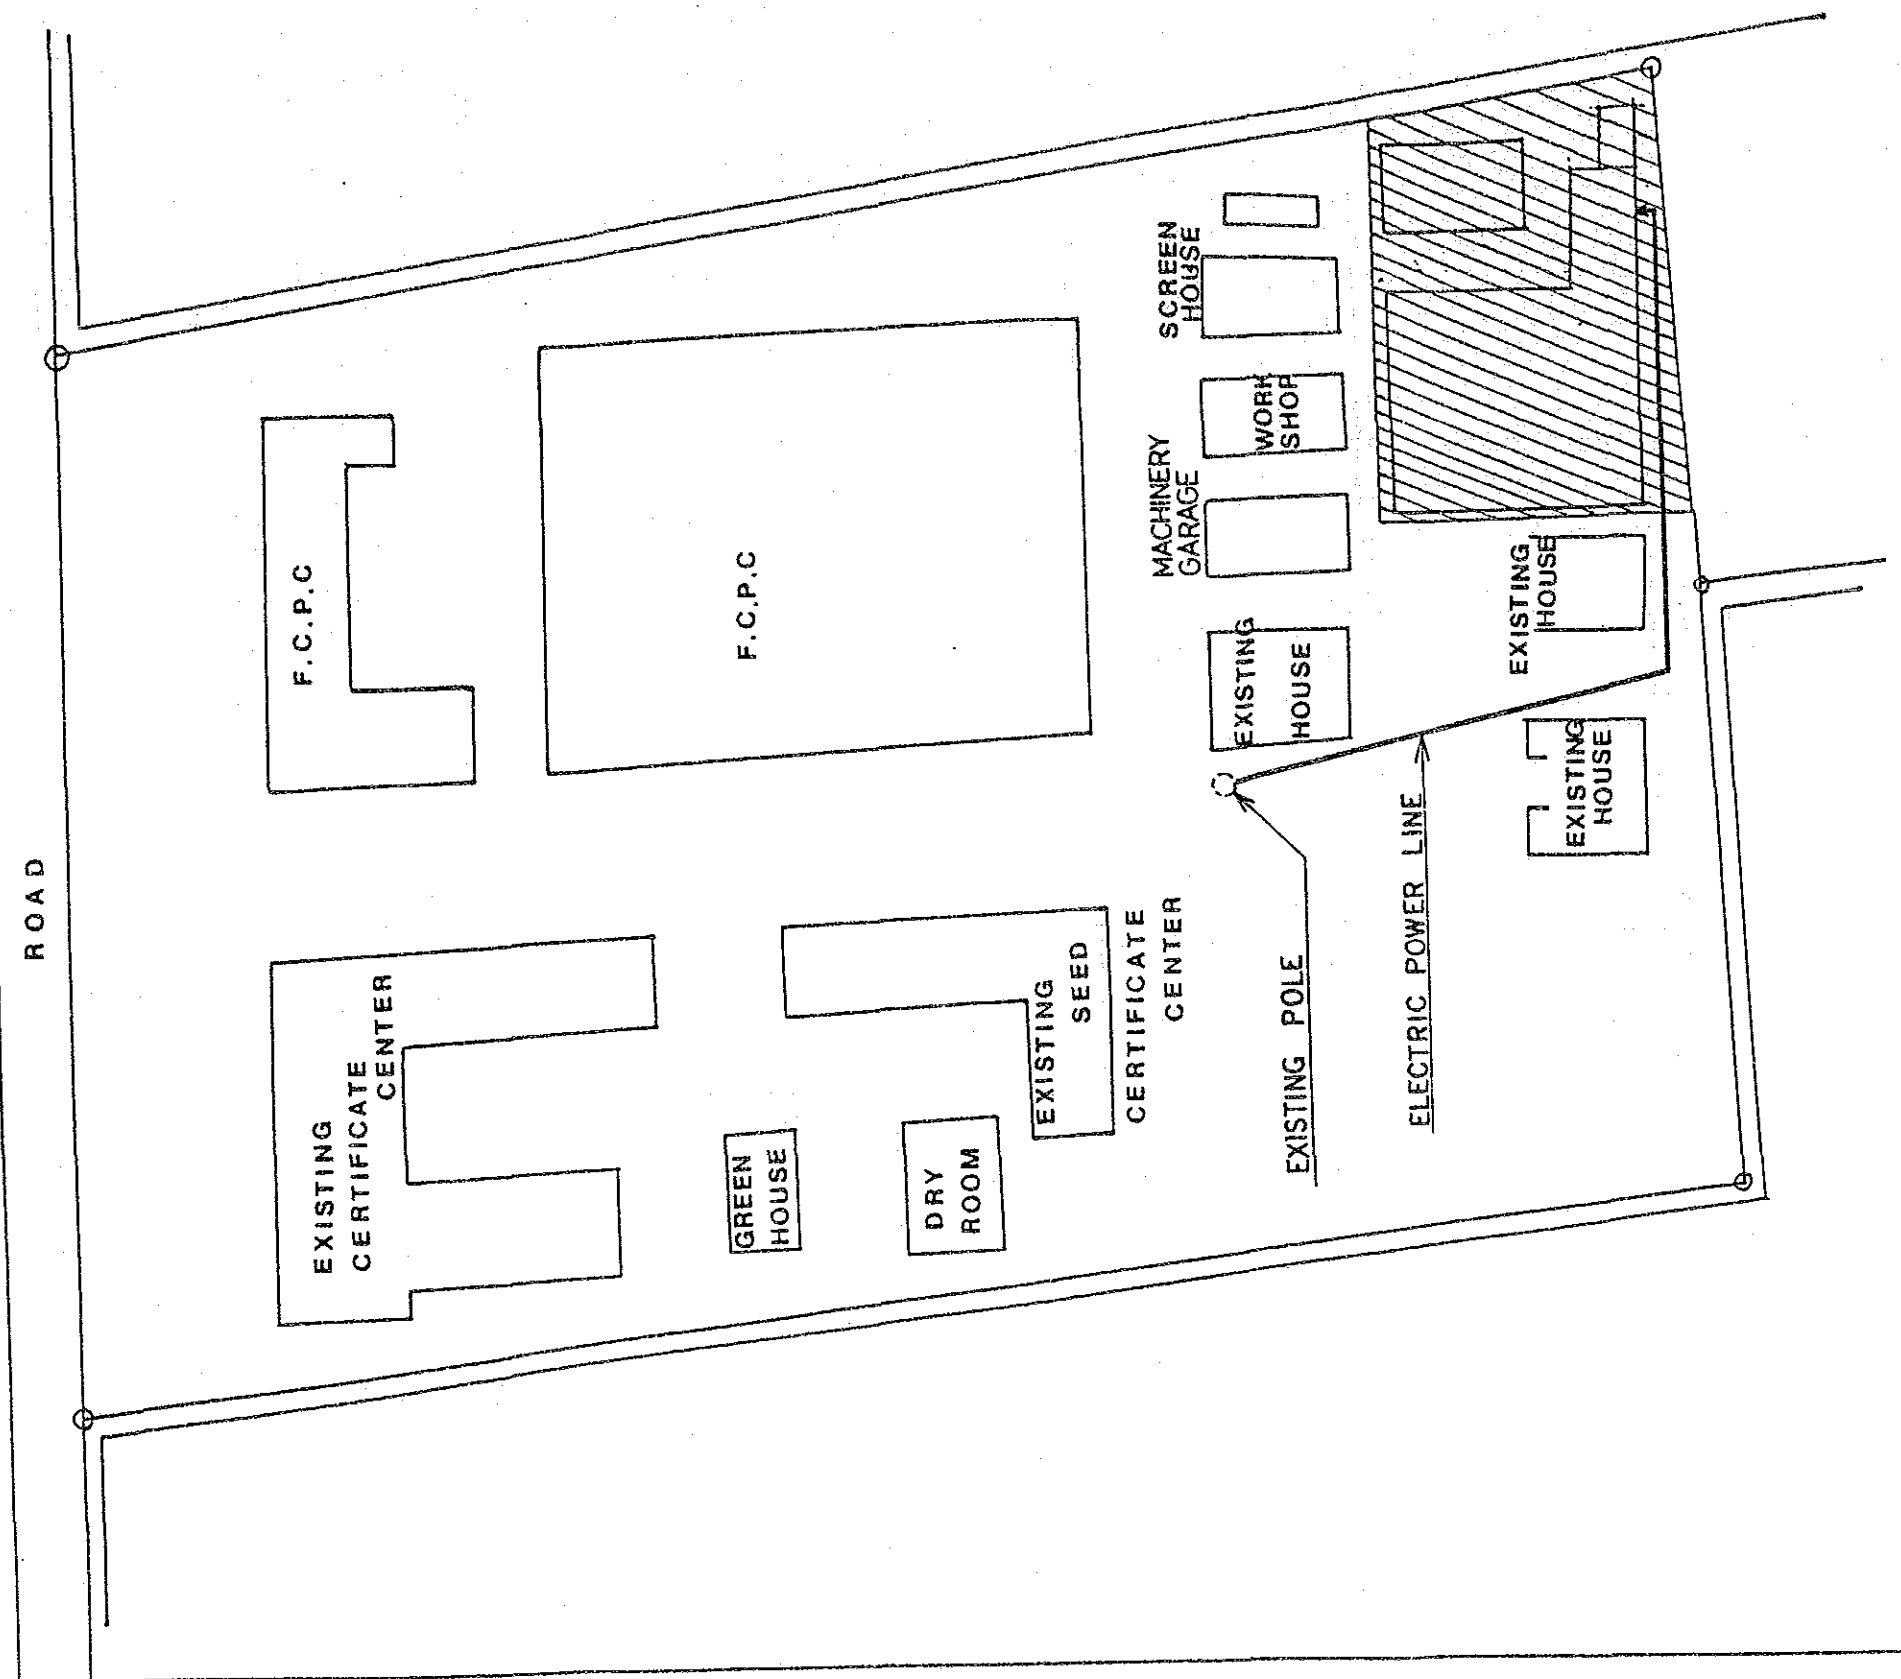 ROAD
F.C.P.C
F.C.P.C
SCREEN
HOUSE
WORK
SHOP
MACHINERY
GARAGE
EXISTING
HOUSE
EXISTING
HOUSE
EXISTING
HOUSE
EXISTING
CERTIFICATE
CENTER
GREEN
HOUSE
DRY
ROOM
EXISTING
SEED
CERTIFICATE
CENTER
EXISTING POLE
ELECTRIC POWER LINE